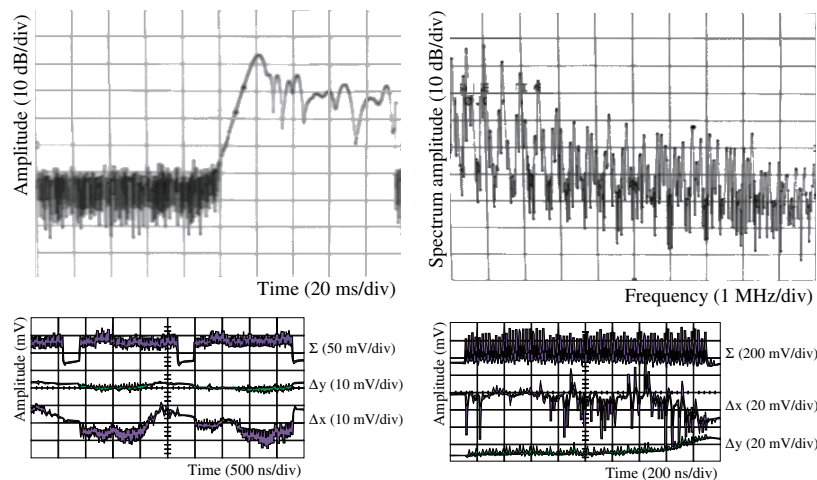 Amplitude (10 dB/div)
Time (20 ms/div)
Spectrum amplitude (10 dB/div)
Frequency (1 MHz/div)
Amplitude (mV)
Σ (50 mV/div)
Δy (10 mV/div)
Δx (10 mV/div)
Time (500 ns/div)
Amplitude (mV)
Σ (200 mV/div)
Δx (20 mV/div)
Δy (20 mV/div)
Time (200 ns/div)